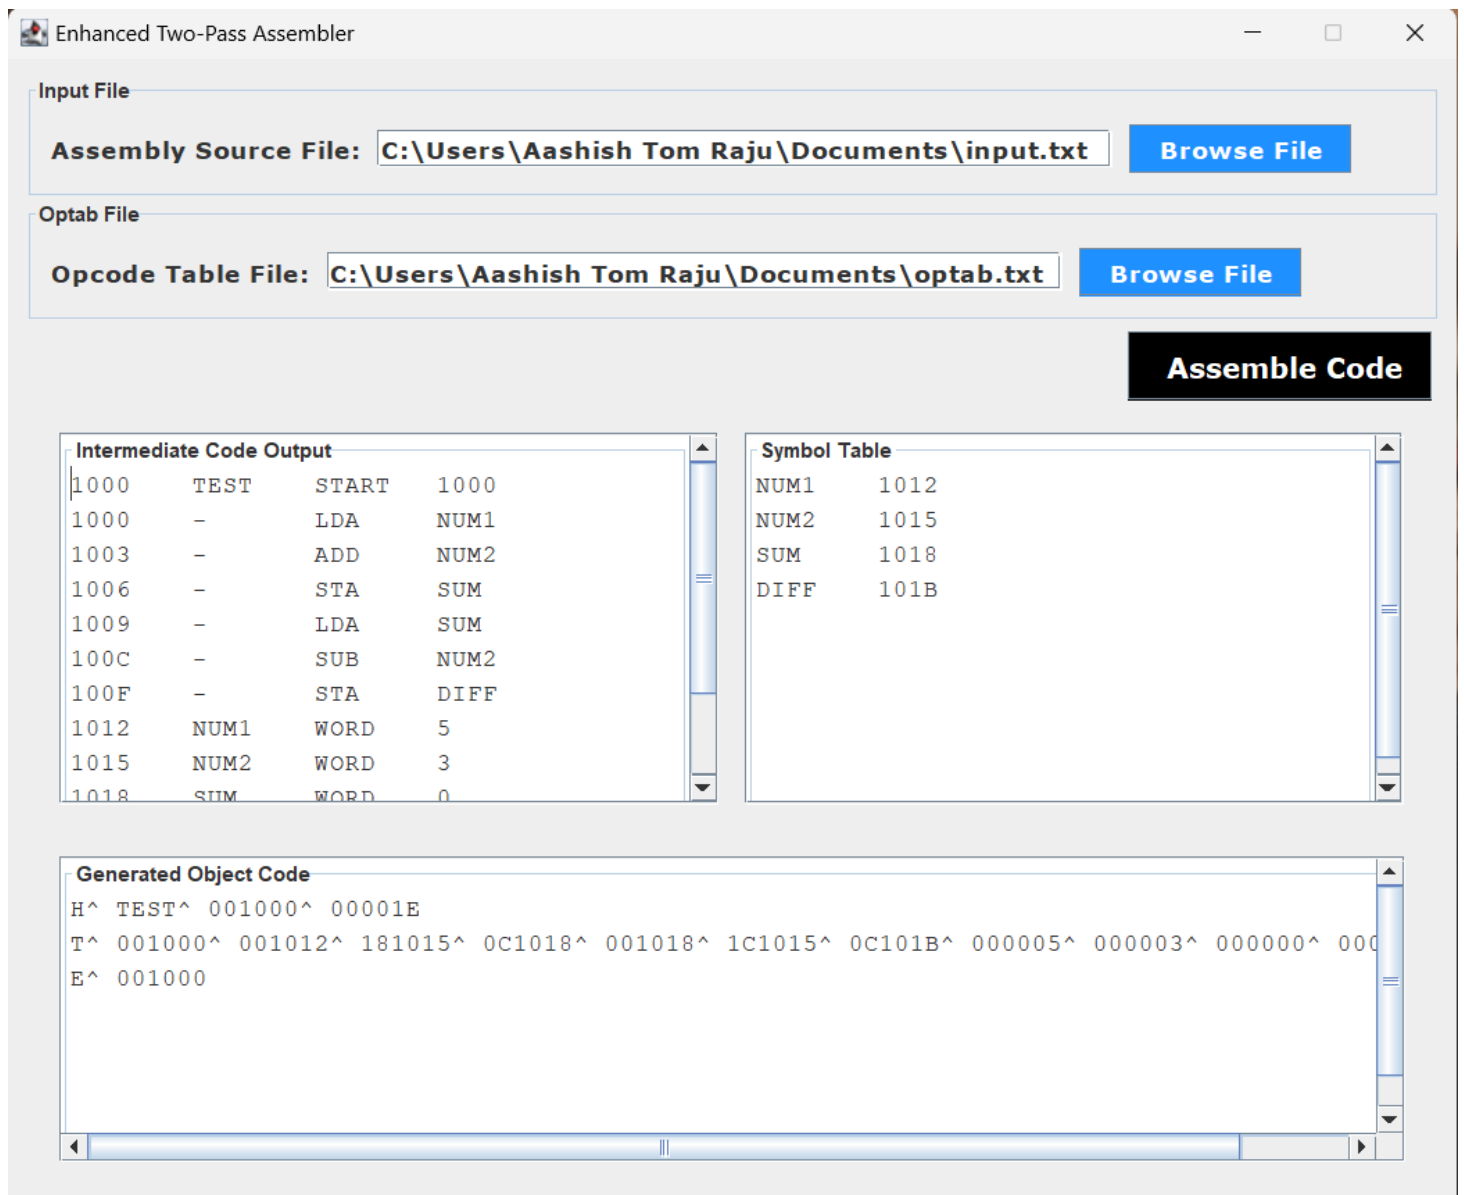 Enhanced Two-Pass Assembler
Input File
Assembly Source File: C:\Users\Aashish Tom Raju\Documents\input.txt Browse File
Optab File
Opcode Table File: C:\Users\Aashish Tom Raju\Documents\optab.txt Browse File
Assemble Code
Intermediate Code Output
1000 TEST START 1000
1000 - LDA NUM1
1003 - ADD NUM2
1006 - STA SUM
1009 - LDA SUM
100C - SUB NUM2
100F - STA DIFF
1012 NUM1 WORD 5
1015 NUM2 WORD 3
1018 SUM WORD 0
Symbol Table
NUM1 1012
NUM2 1015
SUM 1018
DIFF 101B
Generated Object Code
H^ TEST^ 001000^ 00001E
T^ 001000^ 001012^ 181015^ 0C1018^ 001018^ 1C1015^ 0C101B^ 000005^ 000003^ 000000^
E^ 001000